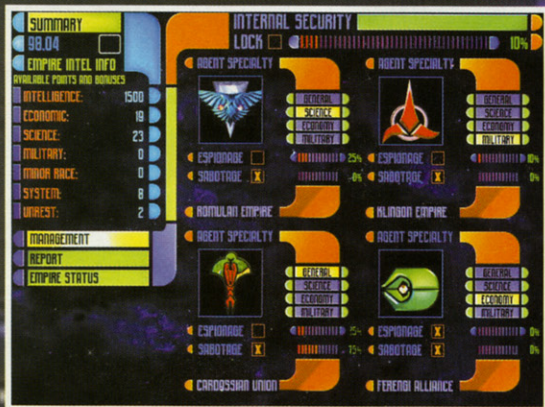 SUMMARY
98.04
EMPIRE INTEL INFO
AVAILABLE POINTS AND BONUSES
INTELLIGENCE: 1500
ECONOMIC: 19
SCIENCE: 23
MILITARY: 0
MINOR RACE: 0
SYSTEM: 8
UNREST: 2
MANAGEMENT
REPORT
EMPIRE STATUS
INTERNAL SECURITY
LOCK 10%
AGENT SPECIALTY
GENERAL
SCIENCE
ECONOMY
MILITARY
ESPIONAGE 25%
SABOTAGE X 0%
ROMULAN EMPIRE
AGENT SPECIALTY
GENERAL
SCIENCE
ECONOMY
MILITARY
ESPIONAGE 10%
SABOTAGE X 0%
KLINGON EMPIRE
AGENT SPECIALTY
GENERAL
SCIENCE
ECONOMY
MILITARY
ESPIONAGE
SABOTAGE X
CARDASSIAN UNION
AGENT SPECIALTY
GENERAL
SCIENCE
ECONOMY
MILITARY
ESPIONAGE X 0%
SABOTAGE X 0%
FERENGI ALLIANCE